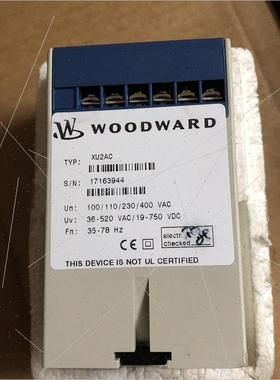 WOODWARD
TYP: XU2AC
S/N: 17163944
Un: 100/110/230/400 VAC
Uv: 36-520 VAC/19-750 VDC
Fn: 35-78 Hz
CE
electr.
checked
THIS DEVICE IS NOT UL CERTIFIED